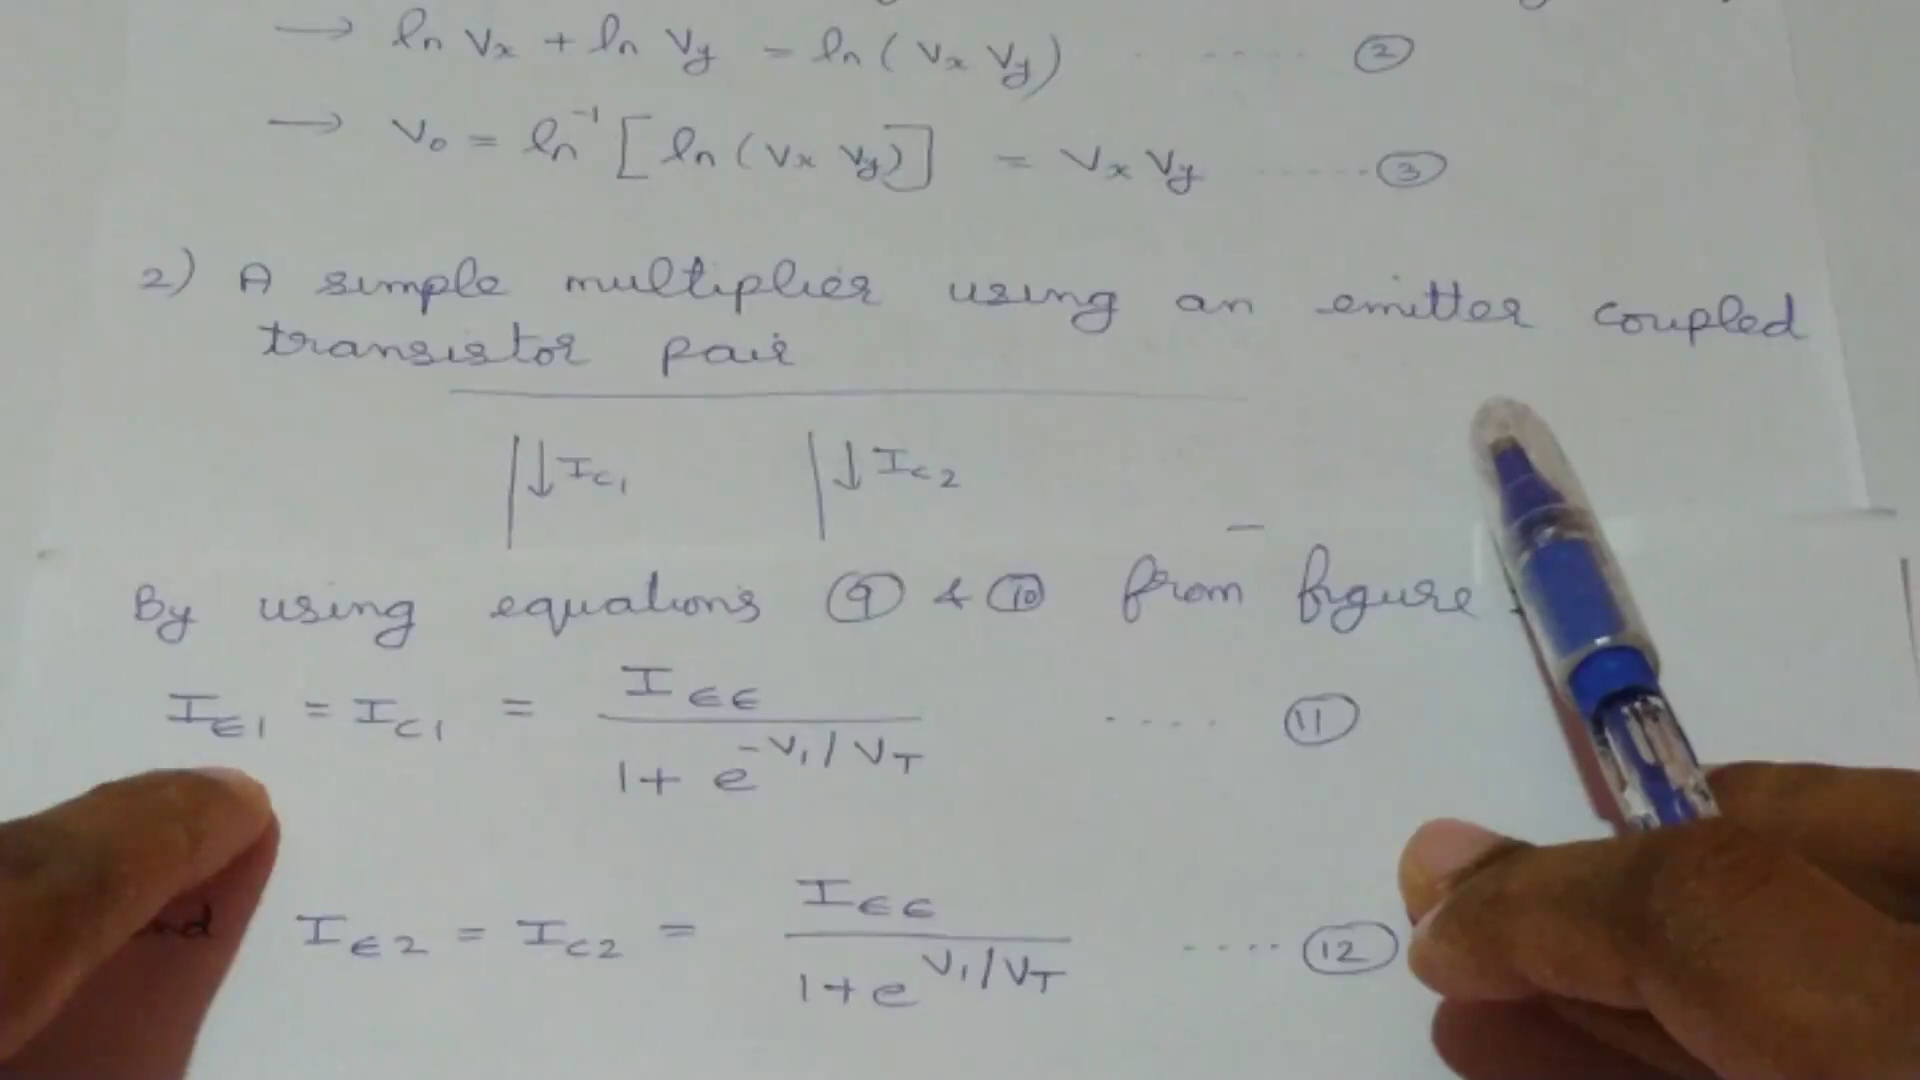 → ln Vx + ln Vy = ln ( Vx Vy) ..... ②
→ Vo = ln⁻¹ [ ln (Vx Vy)] = Vx Vy ..... ③
2) A simple multiplier using an emitter coupled
transistor pair
↓ IC1 ↓ IC2
By using equations ⑨ & ⑩ from figure
IE1 = IC1 = IEE / (1 + e^(-V1/VT)) .... ⑪
IE2 = IC2 = IEE / (1 + e^(V1/VT)) .... ⑫